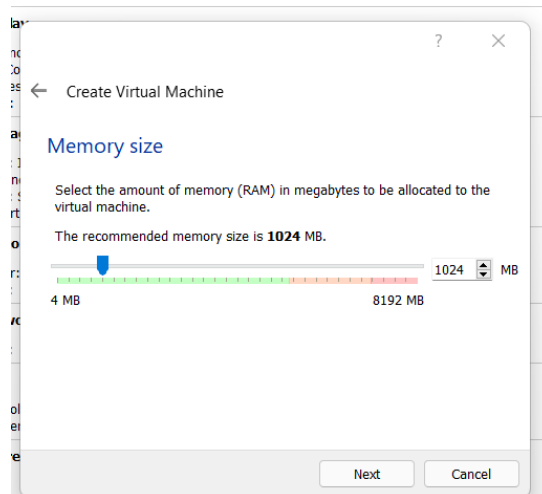 ?
Create Virtual Machine
Memory size
Select the amount of memory (RAM) in megabytes to be allocated to the
virtual machine.
The recommended memory size is 1024 MB.
1024 MB
4 MB 8192 MB
Next Cancel